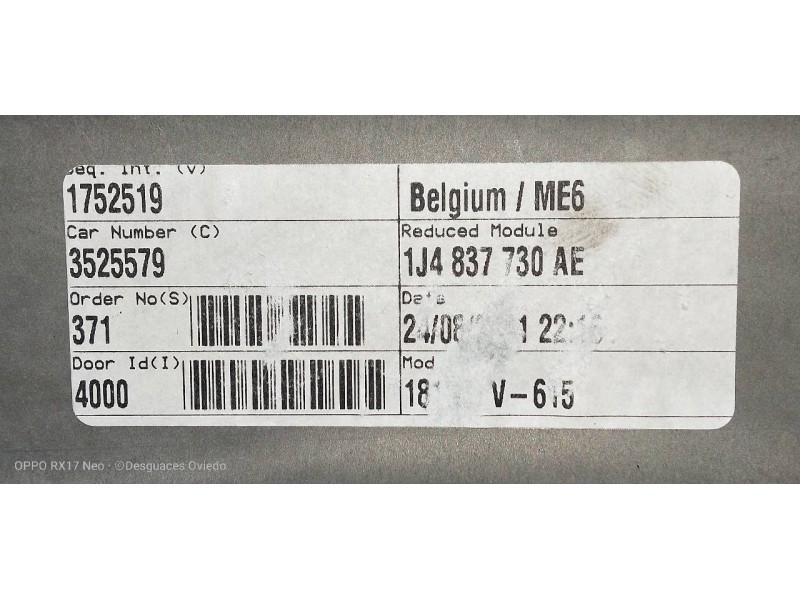 Seq. Int. (V)
1752519
Belgium / ME6
Car Number (C)
3525579
Reduced Module
1J4 837 730 AE
Order No(S)
371
Date
Door Id(I)
4000
Mod
V-615
OPPO RX17 Neo · ©Desguaces Oviedo